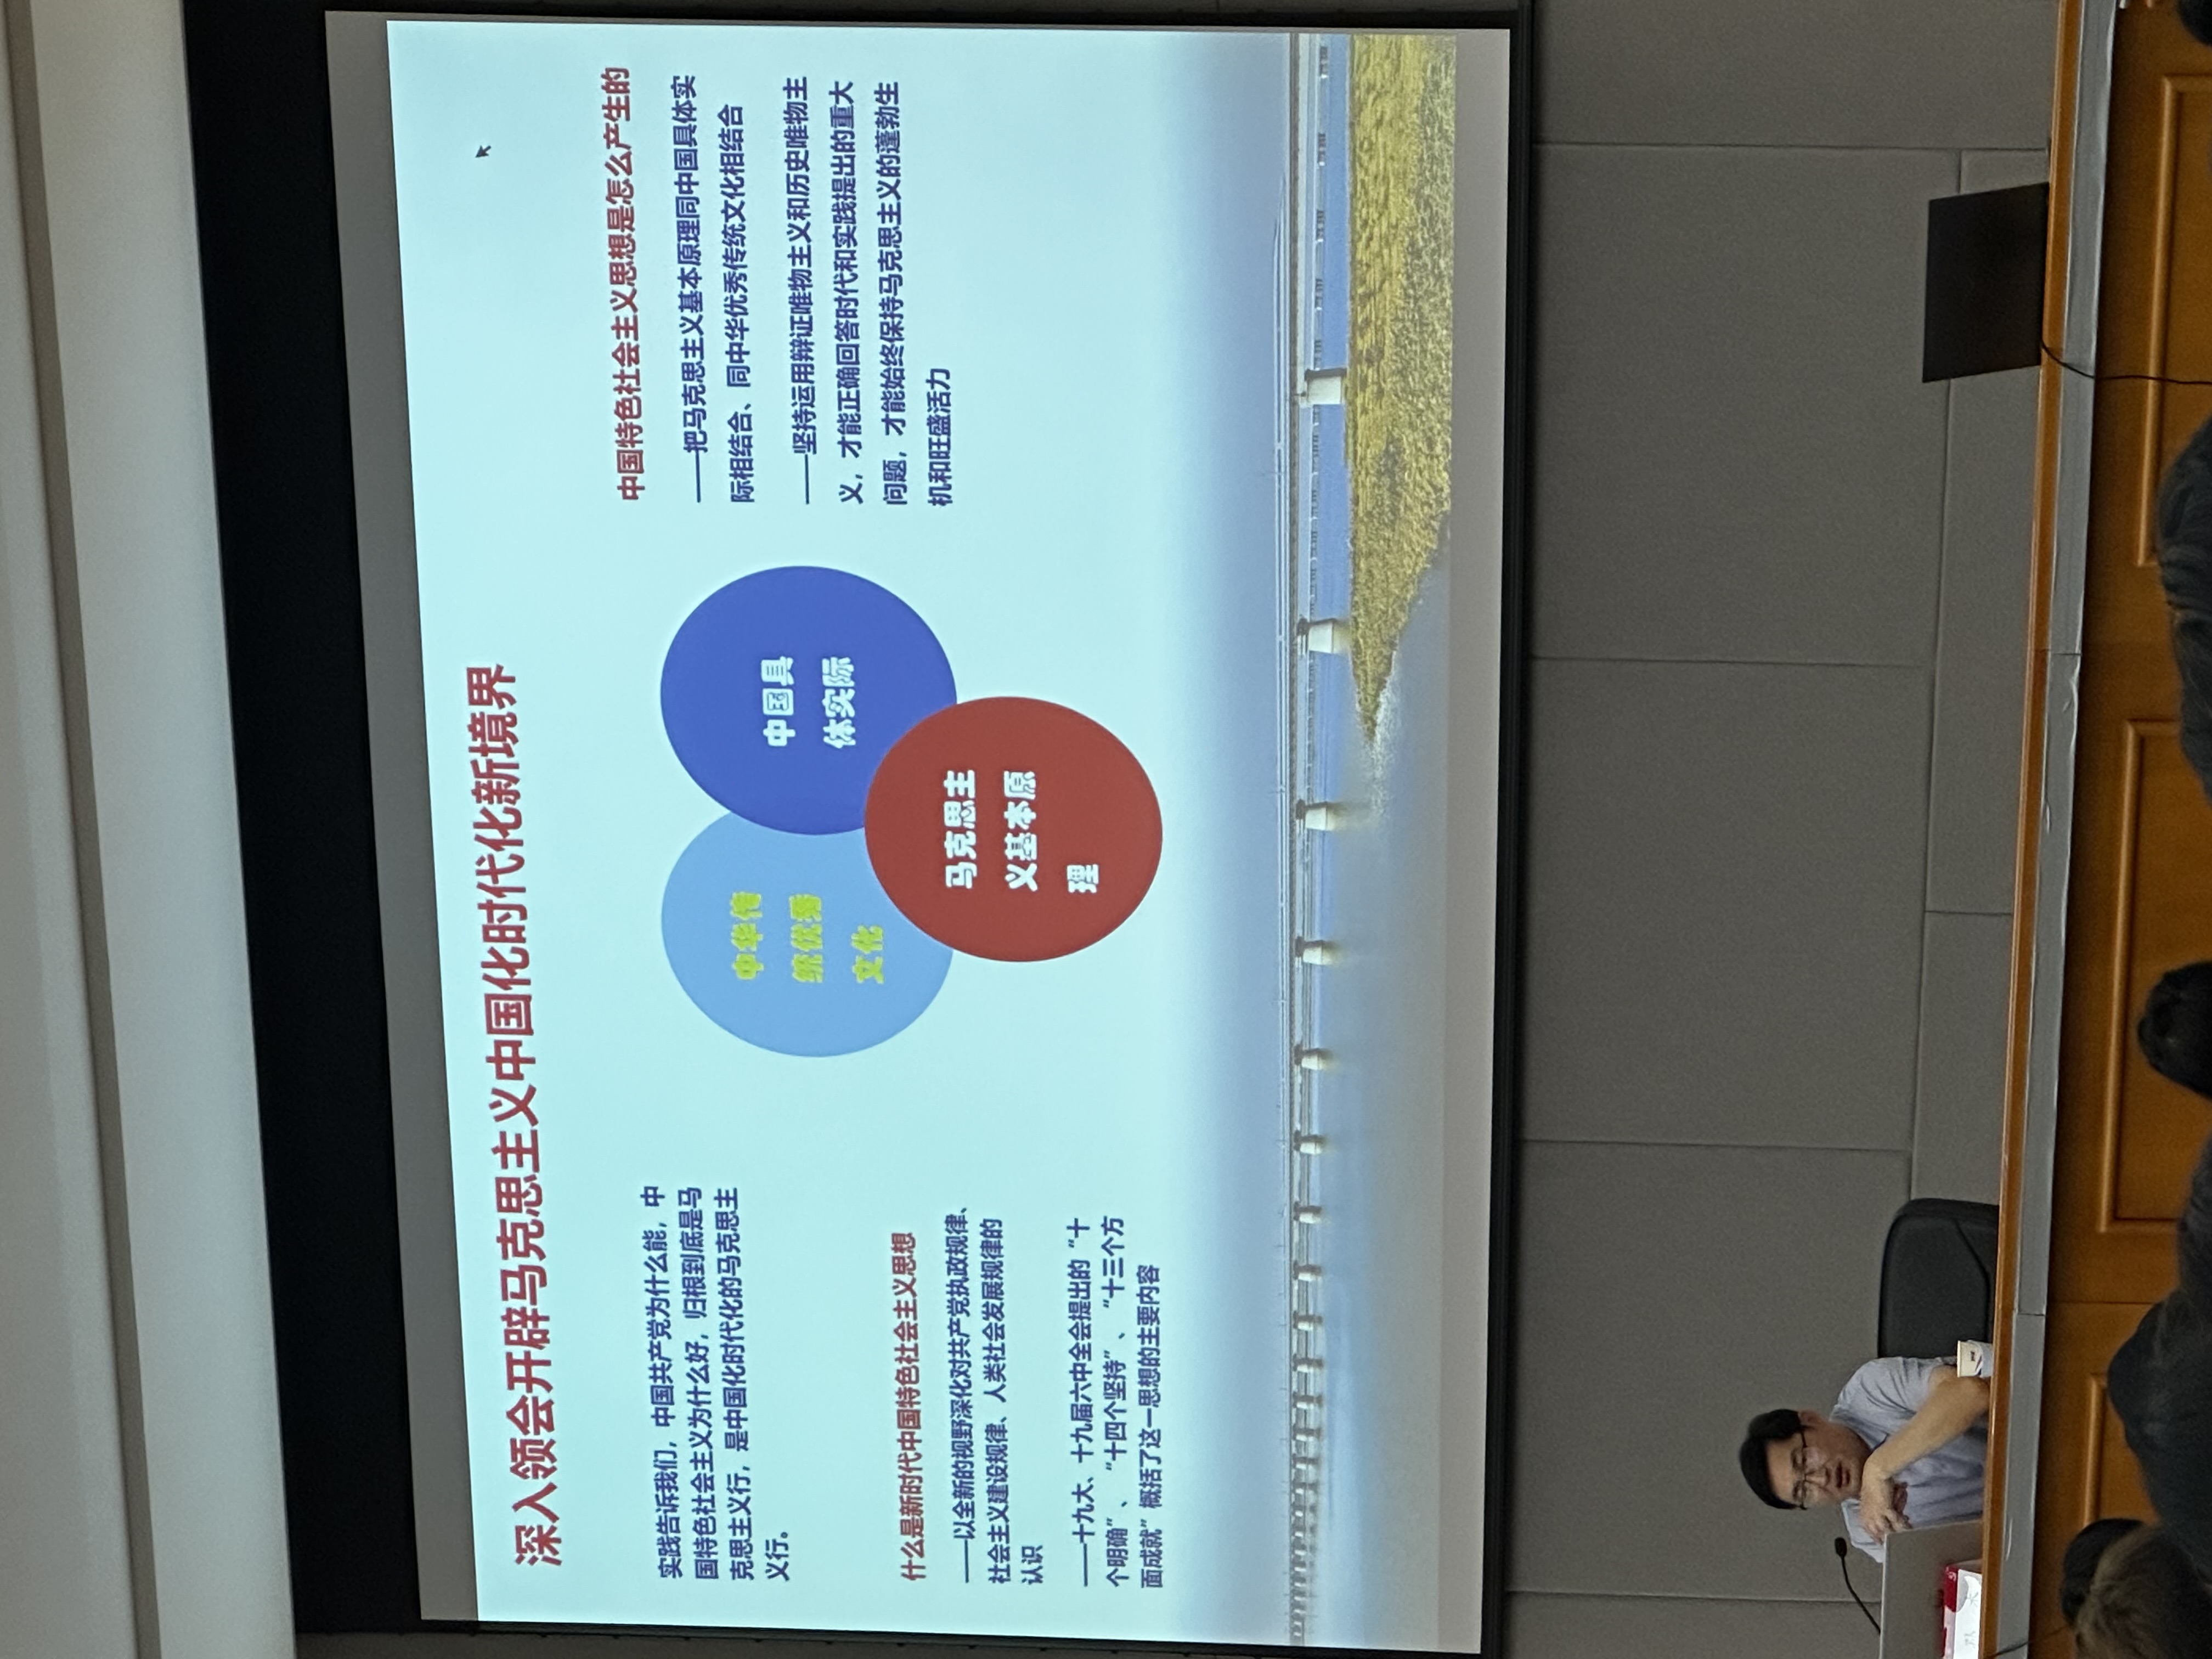 深入领会开辟马克思主义中国化时代化新境界
实践告诉我们，中国共产党为什么能，中
国特色社会主义为什么好，归根到底是马
克思主义行，是中国化时代化的马克思主
义行。
什么是新时代中国特色社会主义思想
——以全新的视野深化对共产党执政规律、
社会主义建设规律、人类社会发展规律的
认识
——十九大、十九届六中全会提出的“十
个明确”、“十四个坚持”、“十三个方
面成就”概括了这一思想的主要内容
中华传
统优秀
文化
中国具
体实际
马克思主
义基本原
理
中国特色社会主义思想是怎么产生的
——把马克思主义基本原理同中国具体实
际相结合、同中华优秀传统文化相结合
——坚持运用辩证唯物主义和历史唯物主
义，才能正确回答时代和实践提出的重大
问题，才能始终保持马克思主义的蓬勃生
机和旺盛活力